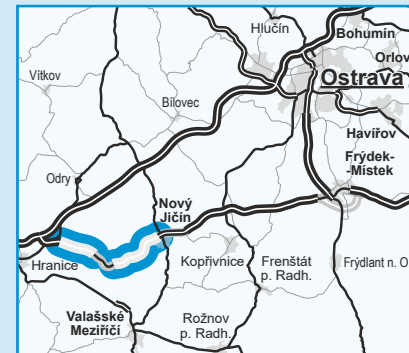 Hlučín
Bohumín
Orlov
Ostrava
Vítkov
Bílovec
Havířov
Frýdek-
-Místek
Odry
Nový
Jičín
Hranice
Kopřivnice
Frenštát
p. Radh.
Frýdlant n. O
Valašské
Meziříčí
Rožnov
p. Radh.